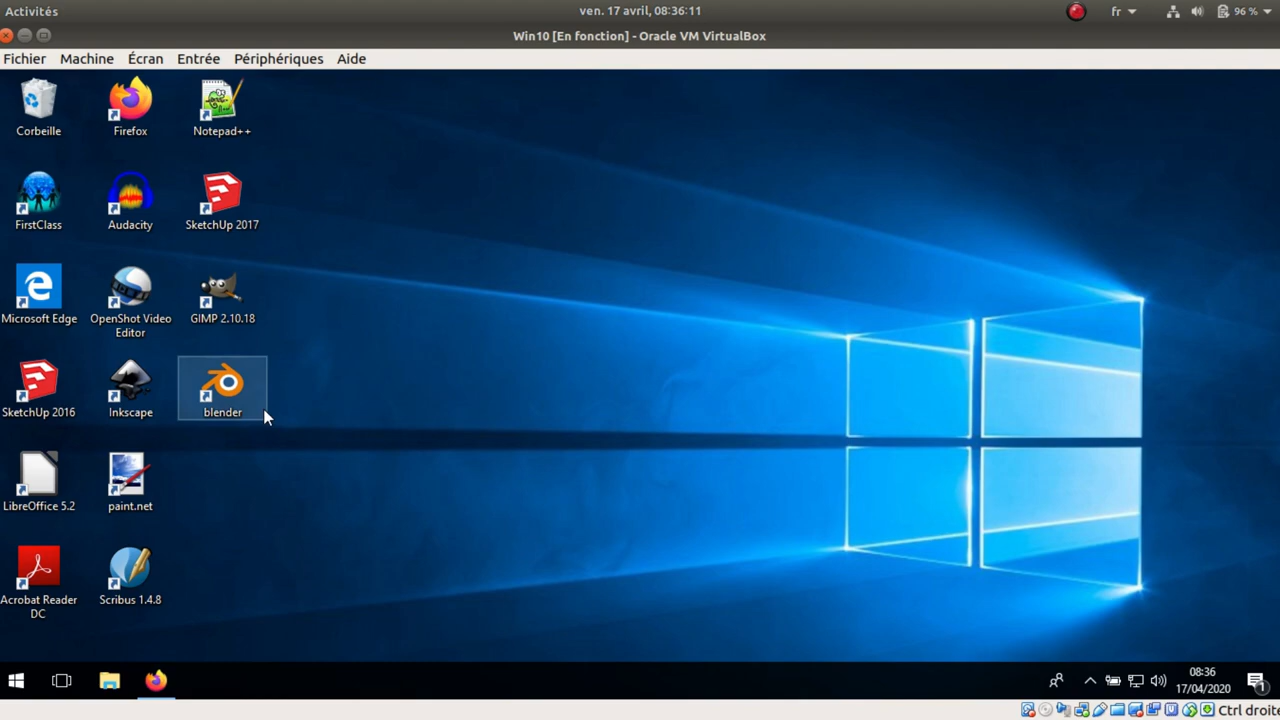 Activités
ven. 17 avril, 08:36:11
fr
96 %
Win10 [En fonction] - Oracle VM VirtualBox
Fichier Machine Écran Entrée Périphériques Aide
Corbeille
Firefox
Notepad++
FirstClass
Audacity
SketchUp 2017
Microsoft Edge
OpenShot Video
Editor
GIMP 2.10.18
SketchUp 2016
Inkscape
blender
LibreOffice 5.2
paint.net
Acrobat Reader
DC
Scribus 1.4.8
08:36
17/04/2020
1
Ctrl droite